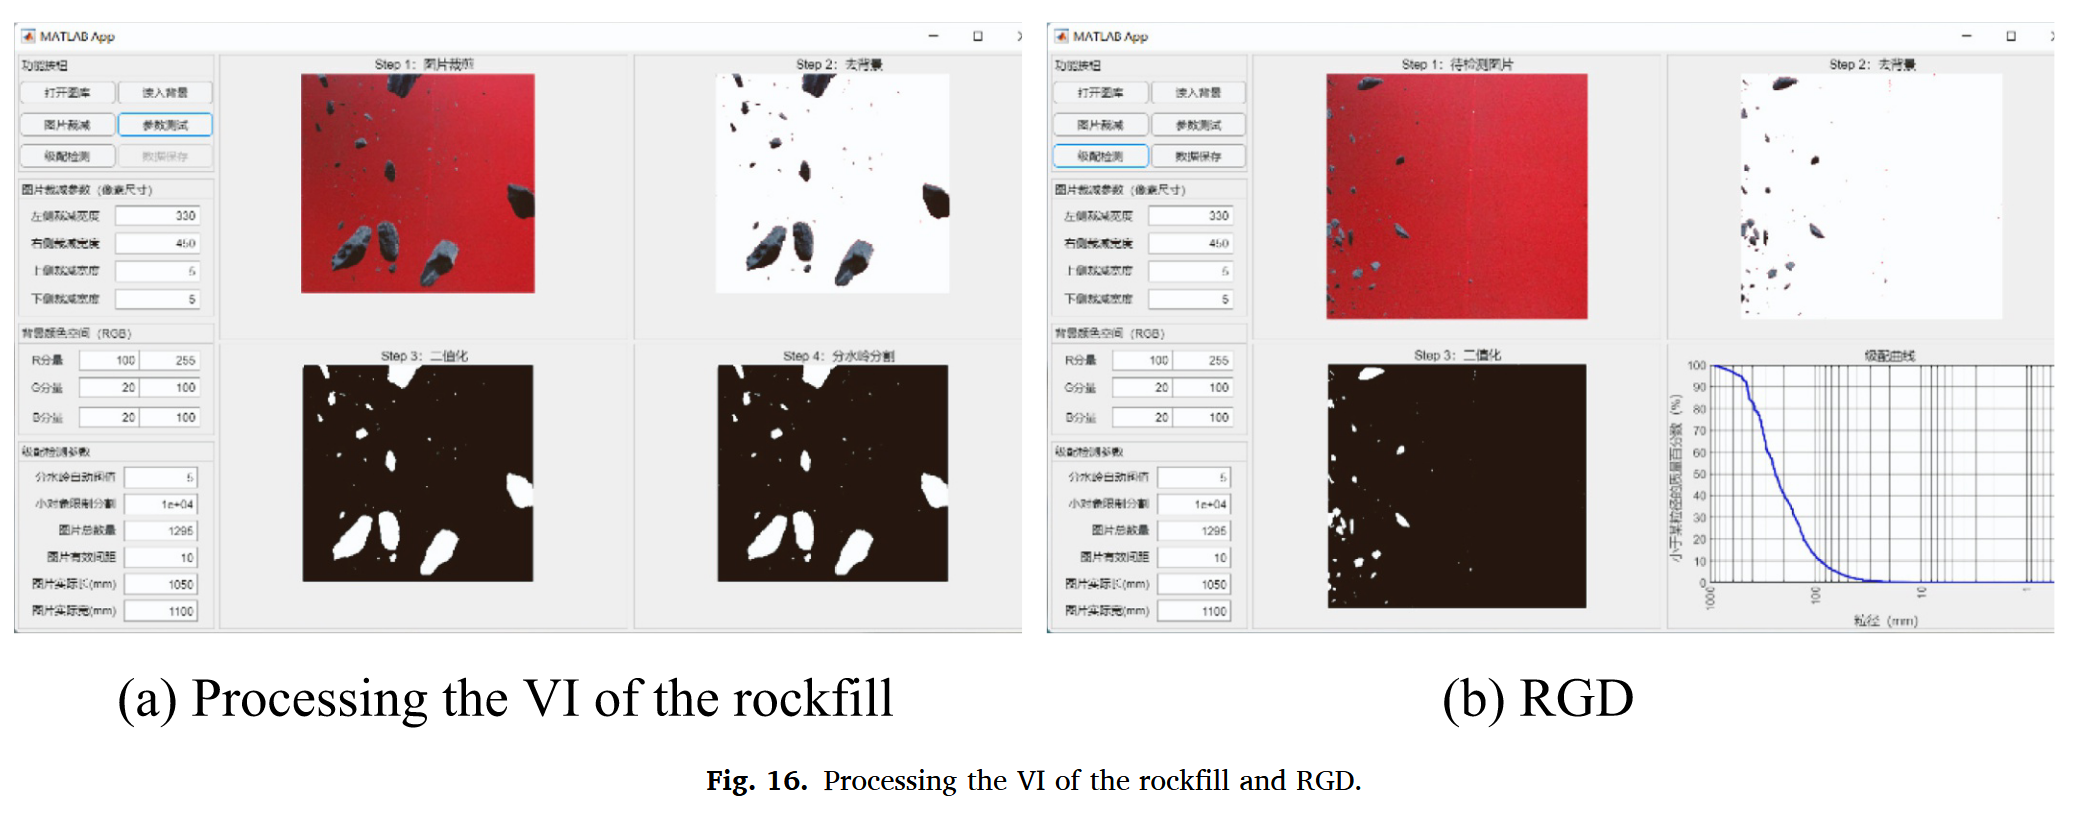 MATLAB App
功能按钮
打开图库 读入背景
图片裁减 参数测试
级配检测 数据保存
图片裁减参数（像素尺寸）
左侧裁减宽度 330
右侧裁减宽度 450
上侧裁减宽度 5
下侧裁减宽度 5
背景颜色空间（RGB）
R分量 100 255
G分量 20 100
B分量 20 100
级配检测参数
分水岭自动阈值 5
小对象限制分割 1e+04
图片总数量 1295
图片有效间距 10
图片实际长(mm) 1050
图片实际宽(mm) 1100
Step 1：图片裁剪
Step 2：去背景
Step 3：二值化
Step 4：分水岭分割
MATLAB App
功能按钮
打开图库 读入背景
图片裁减 参数测试
级配检测 数据保存
图片裁减参数（像素尺寸）
左侧裁减宽度 330
右侧裁减宽度 450
上侧裁减宽度 5
下侧裁减宽度 5
背景颜色空间（RGB）
R分量 100 255
G分量 20 100
B分量 20 100
级配检测参数
分水岭自动阈值 5
小对象限制分割 1e+04
图片总数量 1295
图片有效间距 10
图片实际长(mm) 1050
图片实际宽(mm) 1100
Step 1：待检测图片
Step 2：去背景
Step 3：二值化
级配曲线
小于某粒径的质量百分数（%）
100
90
80
70
60
50
40
30
20
10
0
1000 100 10 1
粒径（mm）
(a) Processing the VI of the rockfill
(b) RGD
Fig. 16. Processing the VI of the rockfill and RGD.